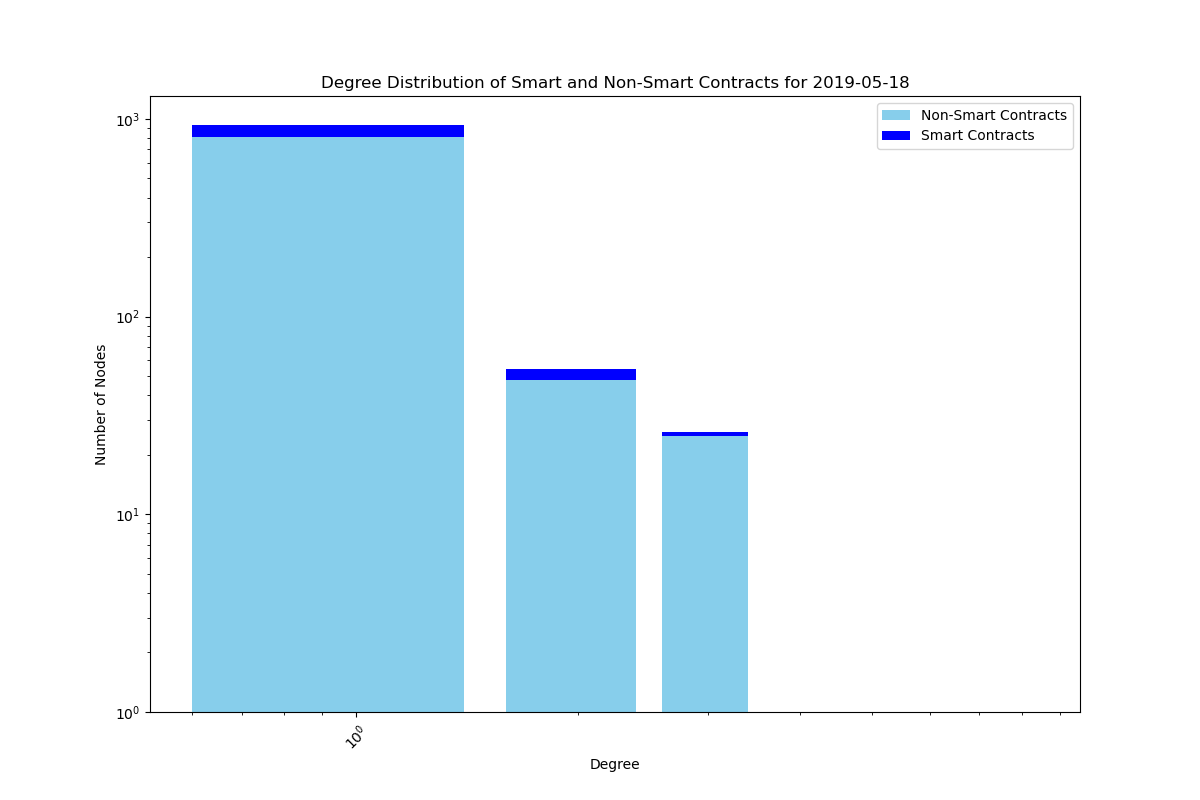 Degree Distribution of Smart and Non-Smart Contracts for 2019-05-18
Non-Smart Contracts
Smart Contracts
Number of Nodes
10³
10²
10¹
10⁰
10⁰
Degree